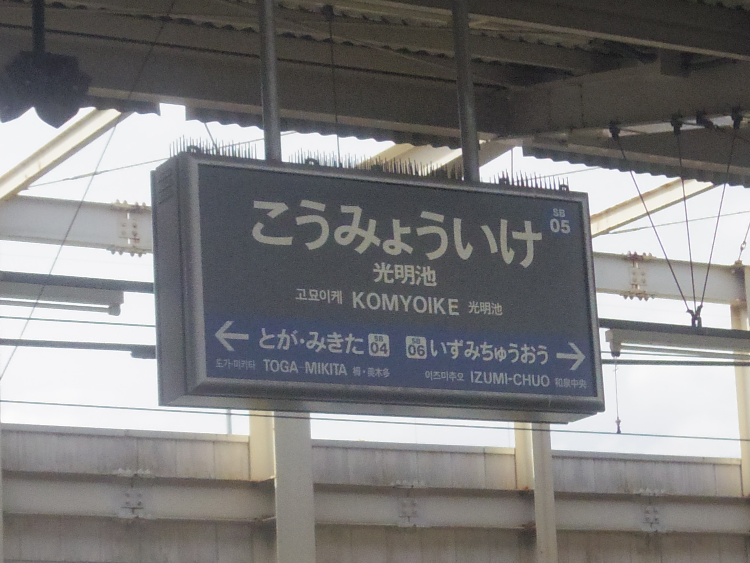 こうみょういけ
SB
05
光明池
고묘이케 KOMYOIKE 光明池
← とが・みきた SB 04 SB 06 いずみちゅうおう →
도가·미키타 TOGA-MIKITA 栂・美木多 이즈미주오 IZUMI-CHUO 和泉中央